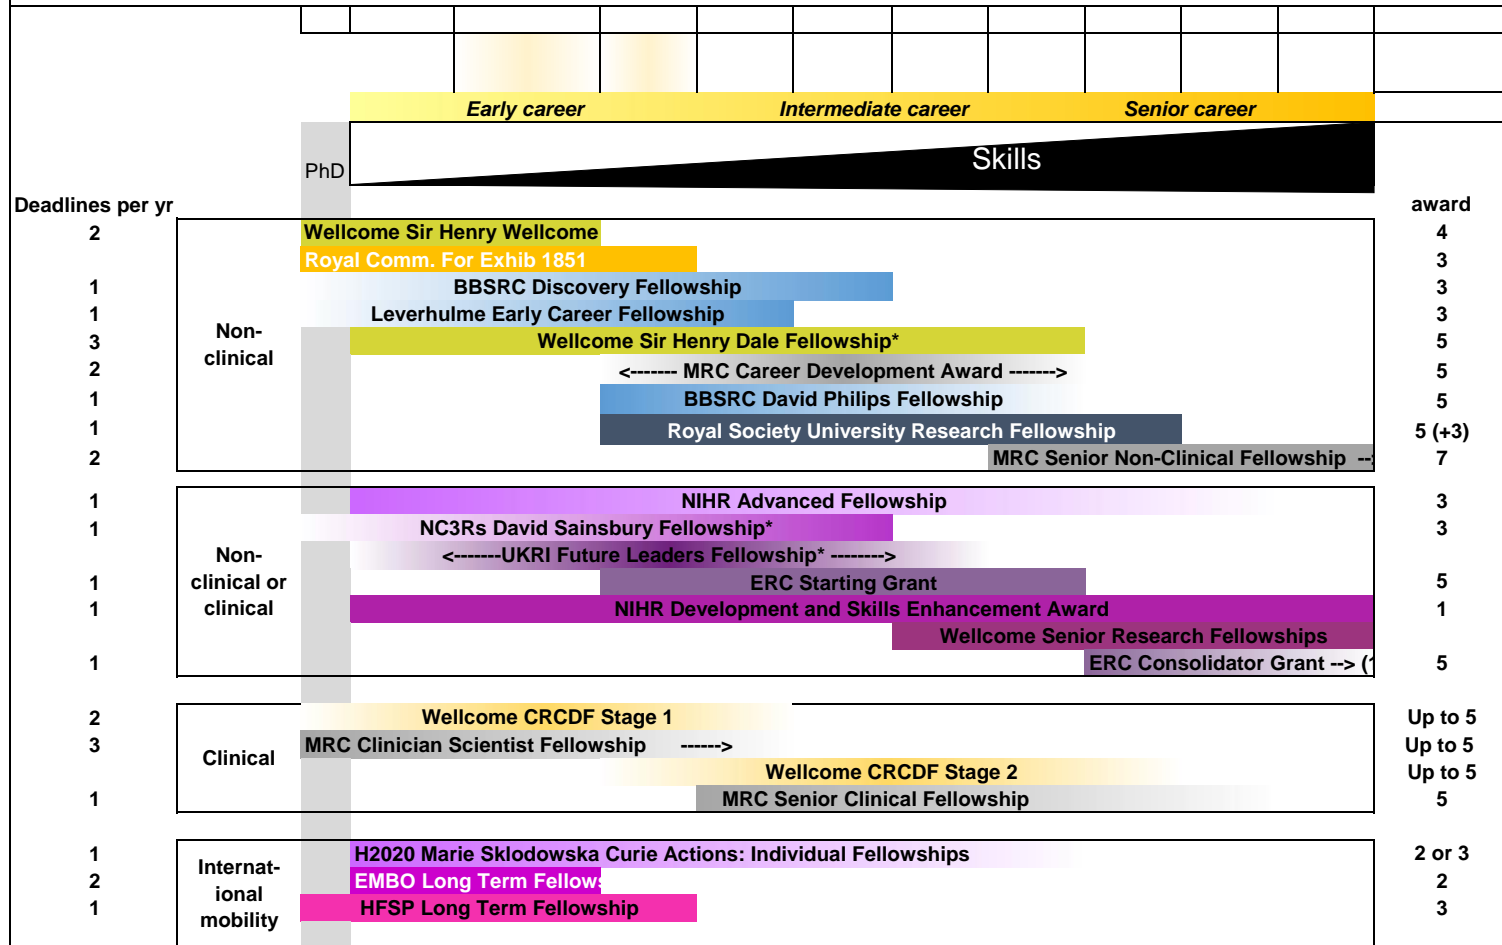 Early career Intermediate career Senior career
PhD Skills
Deadlines per yr award
2 Wellcome Sir Henry Wellcome 4
Royal Comm. For Exhib 1851 3
1 BBSRC Discovery Fellowship 3
1 Leverhulme Early Career Fellowship 3
Non-
clinical
3 Wellcome Sir Henry Dale Fellowship* 5
2 <------- MRC Career Development Award -------> 5
1 BBSRC David Philips Fellowship 5
1 Royal Society University Research Fellowship 5 (+3)
2 MRC Senior Non-Clinical Fellowship --> 7
1 NIHR Advanced Fellowship 3
1 NC3Rs David Sainsbury Fellowship* 3
Non-
clinical or
clinical
<-------UKRI Future Leaders Fellowship* -------->
1 ERC Starting Grant 5
1 NIHR Development and Skills Enhancement Award 1
Wellcome Senior Research Fellowships
1 ERC Consolidator Grant --> ( 5
2 Wellcome CRCDF Stage 1 Up to 5
3 MRC Clinician Scientist Fellowship ------> Up to 5
Clinical
Wellcome CRCDF Stage 2 Up to 5
1 MRC Senior Clinical Fellowship 5
1 H2020 Marie Sklodowska Curie Actions: Individual Fellowships 2 or 3
Internat-
ional
mobility
2 EMBO Long Term Fellows 2
1 HFSP Long Term Fellowship 3